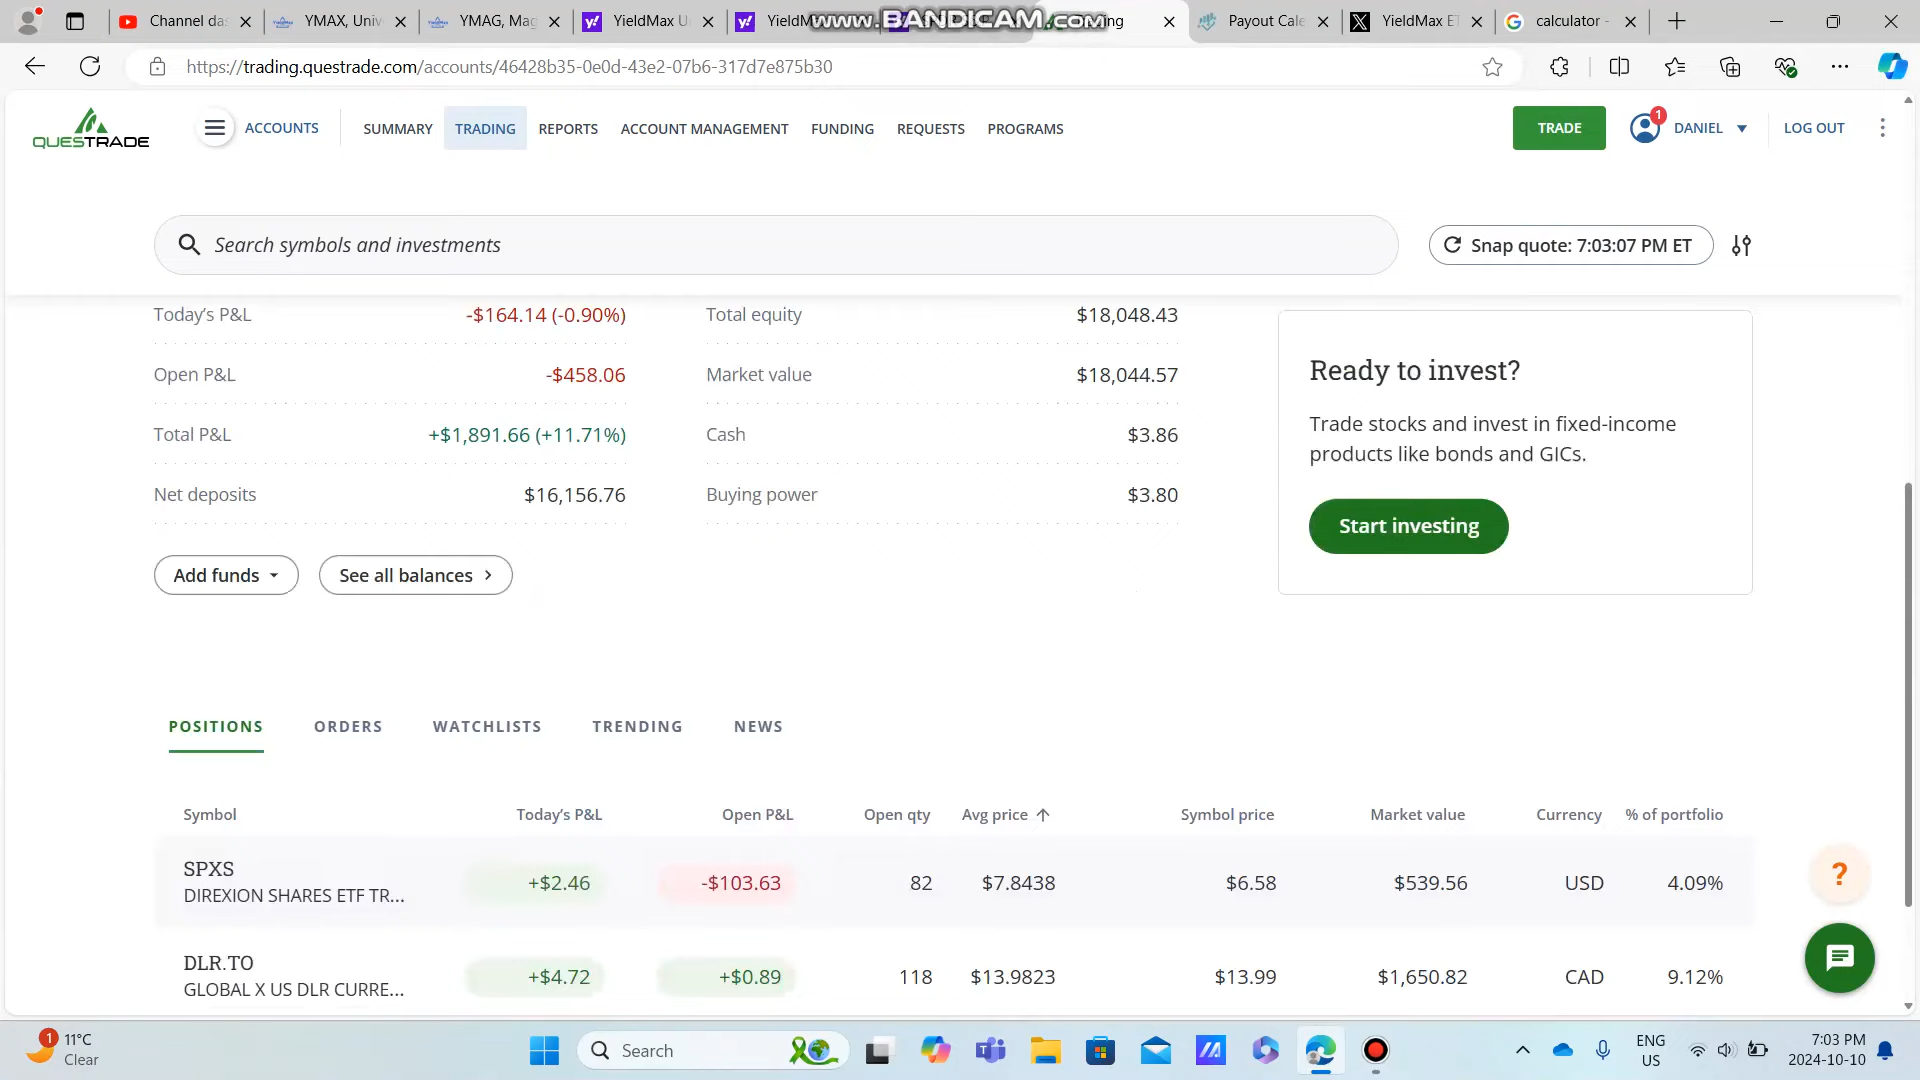 Channel da
YMAX, Univ
YMAG, Mag
YieldMax U
YieldM
www.BANDICAM.com
ing
Payout Cale
YieldMax ET
calculator -
https://trading.questrade.com/accounts/46428b35-0e0d-43e2-07b6-317d7e875b30
QUESTRADE
ACCOUNTS
SUMMARY
TRADING
REPORTS
ACCOUNT MANAGEMENT
FUNDING
REQUESTS
PROGRAMS
TRADE
1
DANIEL
LOG OUT
Search symbols and investments
Snap quote: 7:03:07 PM ET
Today's P&L -$164.14 (-0.90%)
Total equity $18,048.43
Open P&L -$458.06
Market value $18,044.57
Total P&L +$1,891.66 (+11.71%)
Cash $3.86
Net deposits $16,156.76
Buying power $3.80
Add funds
See all balances
Ready to invest?
Trade stocks and invest in fixed-income
products like bonds and GICs.
Start investing
POSITIONS
ORDERS
WATCHLISTS
TRENDING
NEWS
Symbol Today's P&L Open P&L Open qty Avg price Symbol price Market value Currency % of portfolio
SPXS
DIREXION SHARES ETF TR...
+$2.46 -$103.63 82 $7.8438 $6.58 $539.56 USD 4.09%
DLR.TO
GLOBAL X US DLR CURRE...
+$4.72 +$0.89 118 $13.9823 $13.99 $1,650.82 CAD 9.12%
?
1
11°C
Clear
Search
ENG
US
7:03 PM
2024-10-10